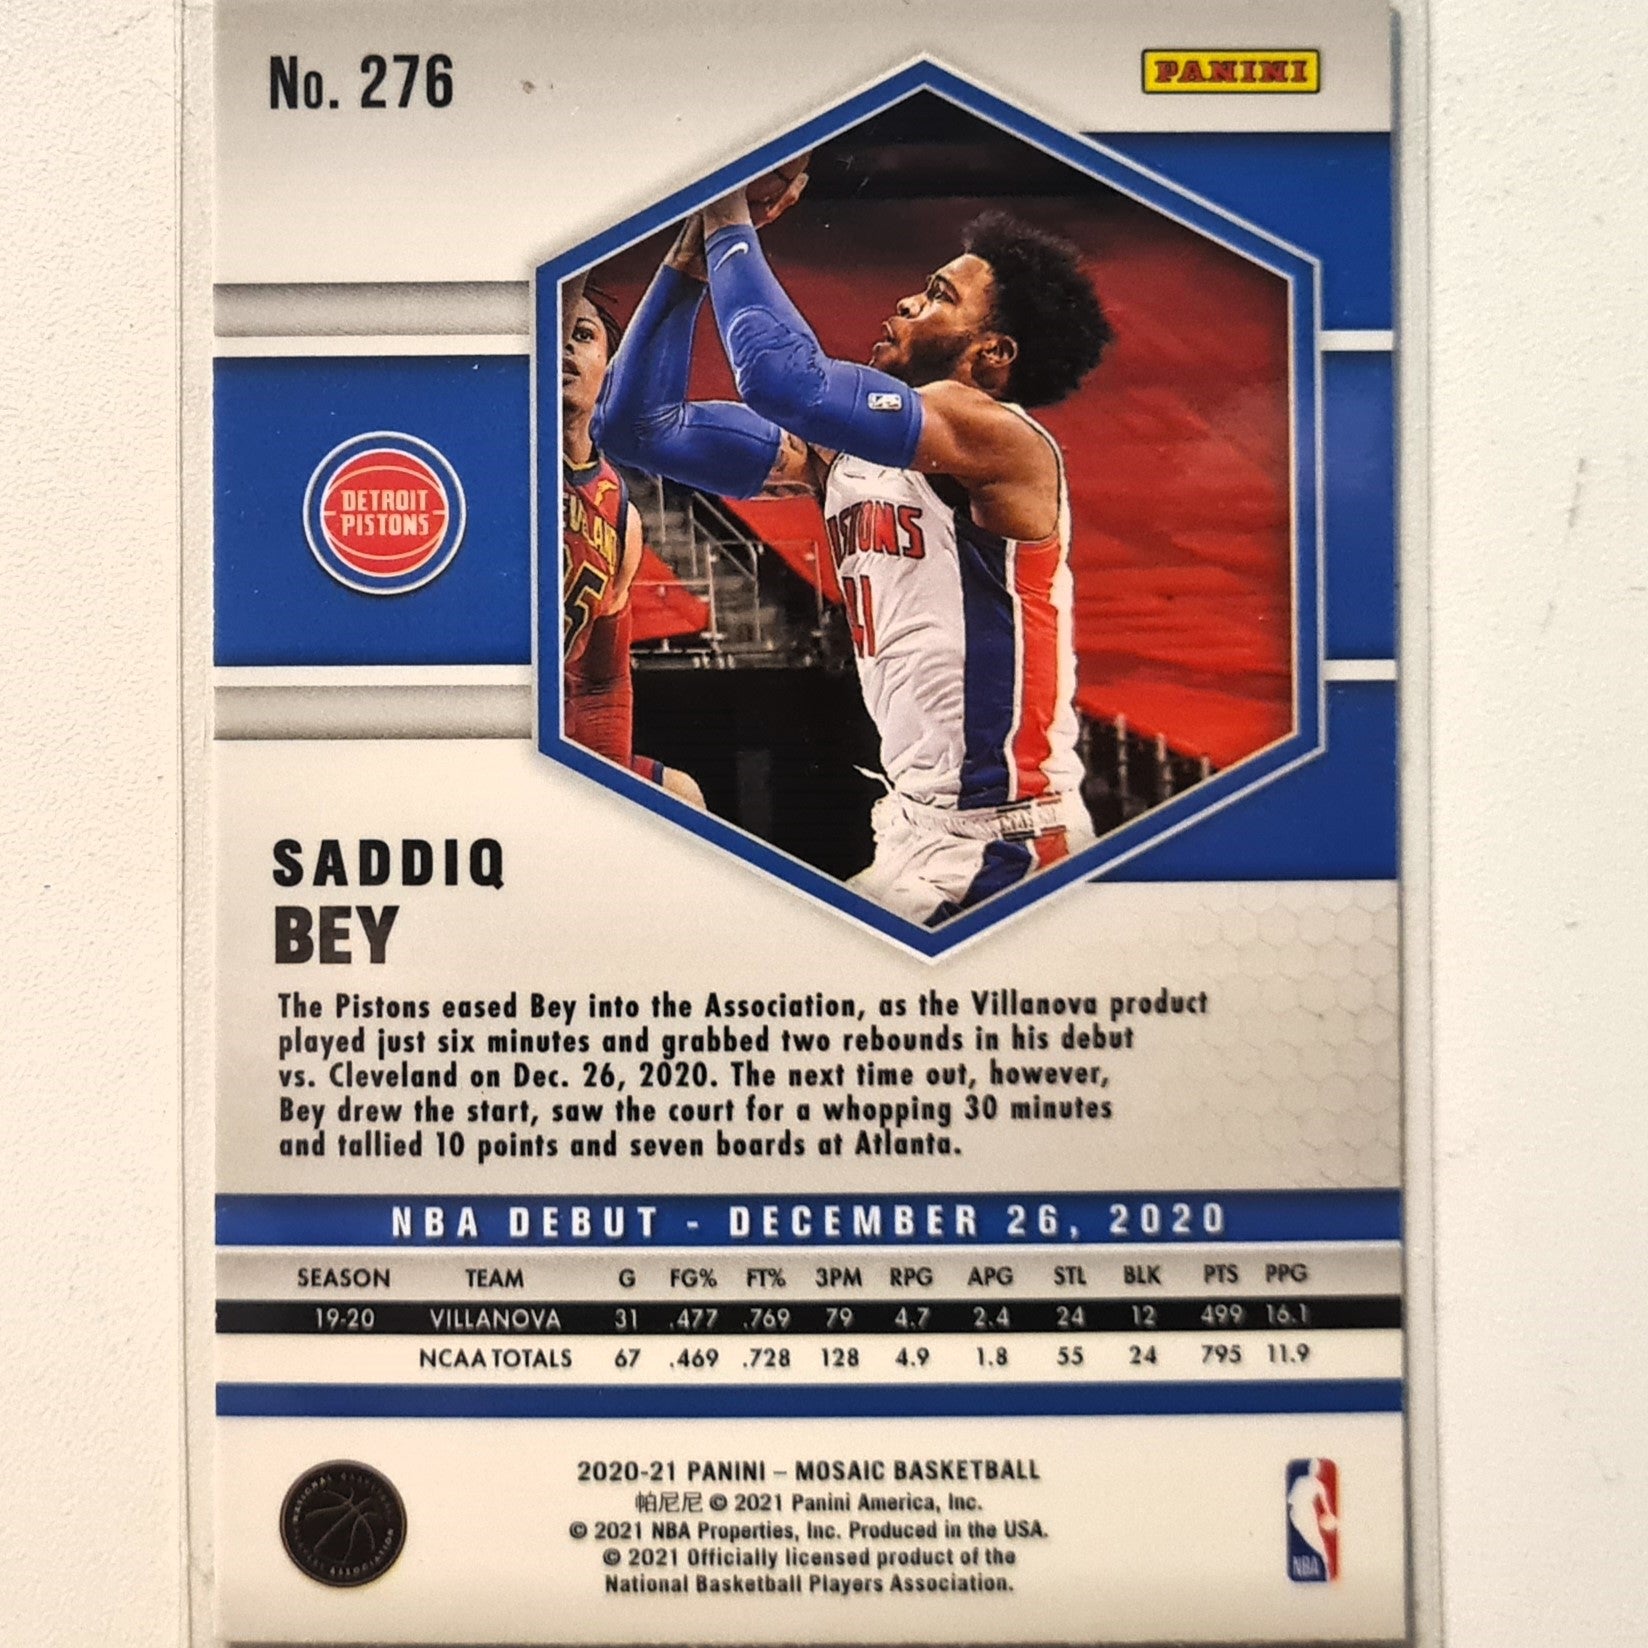 No. 276
PANINI
DETROIT
PISTONS
SADDIQ
BEY
The Pistons eased Bey into the Association, as the Villanova product
played just six minutes and grabbed two rebounds in his debut
vs. Cleveland on Dec. 26, 2020. The next time out, however,
Bey drew the start, saw the court for a whopping 30 minutes
and tallied 10 points and seven boards at Atlanta.
NBA DEBUT - DECEMBER 26, 2020
SEASON TEAM G FG% FT% 3PM RPG APG STL BLK PTS PPG
19-20 VILLANOVA 31 .477 .769 79 4.7 2.4 24 12 499 16.1
NCAA TOTALS 67 .469 .728 128 4.9 1.8 55 24 795 11.9
2020-21 PANINI – MOSAIC BASKETBALL
帕尼尼 © 2021 Panini America, Inc.
© 2021 NBA Properties, Inc. Produced in the USA.
© 2021 Officially licensed product of the
National Basketball Players Association.
NBA